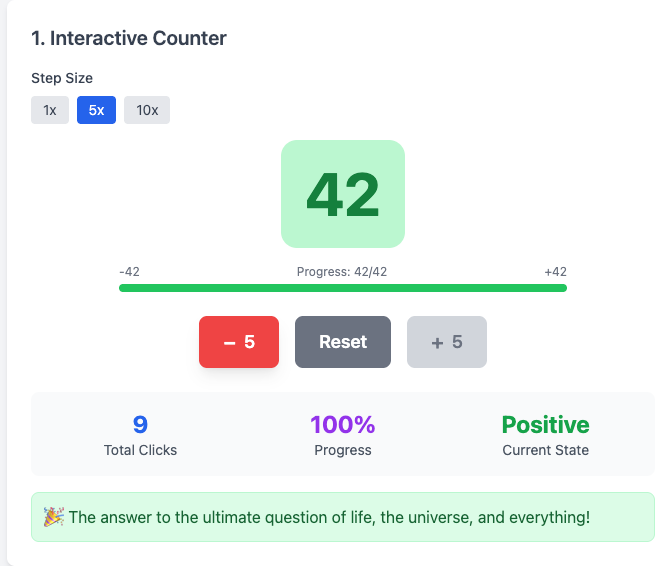 1. Interactive Counter
Step Size
1x 5x 10x
42
-42 Progress: 42/42 +42
− 5 Reset + 5
9 100% Positive
Total Clicks Progress Current State
🎉 The answer to the ultimate question of life, the universe, and everything!